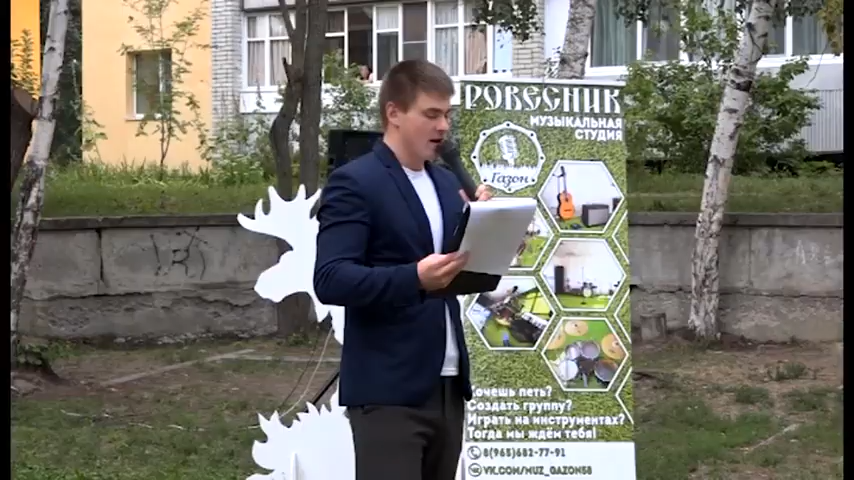 РОВЕСНИК
МУЗЫКАЛЬНАЯ
СТУДИЯ
Газон
Хочешь петь?
Создать группу?
Играть на инструментах?
Тогда мы ждём тебя!
8(965)682-77-91
VK.COM/MUZ_GAZON58